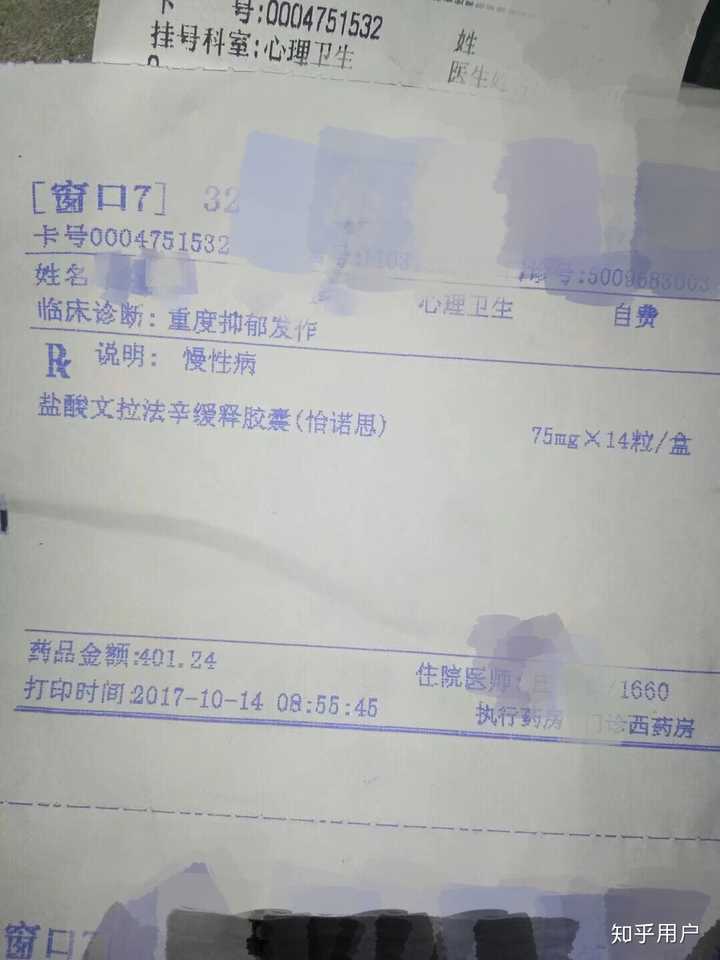 卡 号:0004751532
姓
挂号科室:心理卫生
医生姓
[窗口7] 32
卡号0004751532
号:5009683003
姓名
心理卫生
自费
临床诊断: 重度抑郁发作
Rx 说明: 慢性病
盐酸文拉法辛缓释胶囊(怡诺思)
75mg×14粒/盒
药品金额:401.24
住院医师: /1660
打印时间:2017-10-14 08:55:45
执行药房 门诊西药房
窗口7
知乎用户